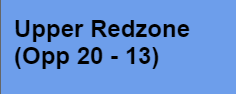 Upper Redzone
(Opp 20 - 13)